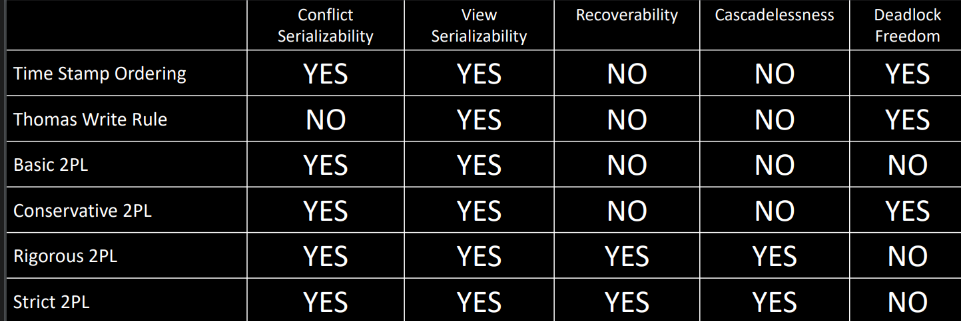 Conflict Serializability View Serializability Recoverability Cascadelessness Deadlock Freedom
Time Stamp Ordering YES YES NO NO YES
Thomas Write Rule NO YES NO NO YES
Basic 2PL YES YES NO NO NO
Conservative 2PL YES YES NO NO YES
Rigorous 2PL YES YES YES YES NO
Strict 2PL YES YES YES YES NO